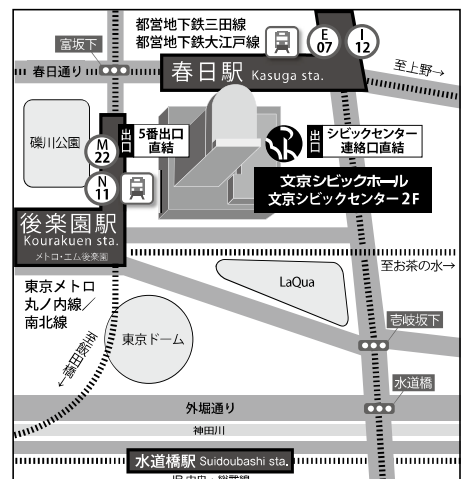 都営地下鉄三田線
都営地下鉄大江戸線
E
07
I
12
富坂下
春日通り
春日駅 Kasuga sta.
至上野→
礫川公園
M
22
出口
5番出口
直結
出口
シビックセンター
連絡口直結
N
11
文京シビックホール
文京シビックセンター2F
後楽園駅
Kourakuen sta.
メトロ・エム後楽園
至お茶の水→
東京メトロ
丸ノ内線／
南北線
LaQua
壱岐坂下
至飯田橋→
東京ドーム
水道橋
外堀通り
神田川
水道橋駅 Suidoubashi sta.
JR中央・総武線